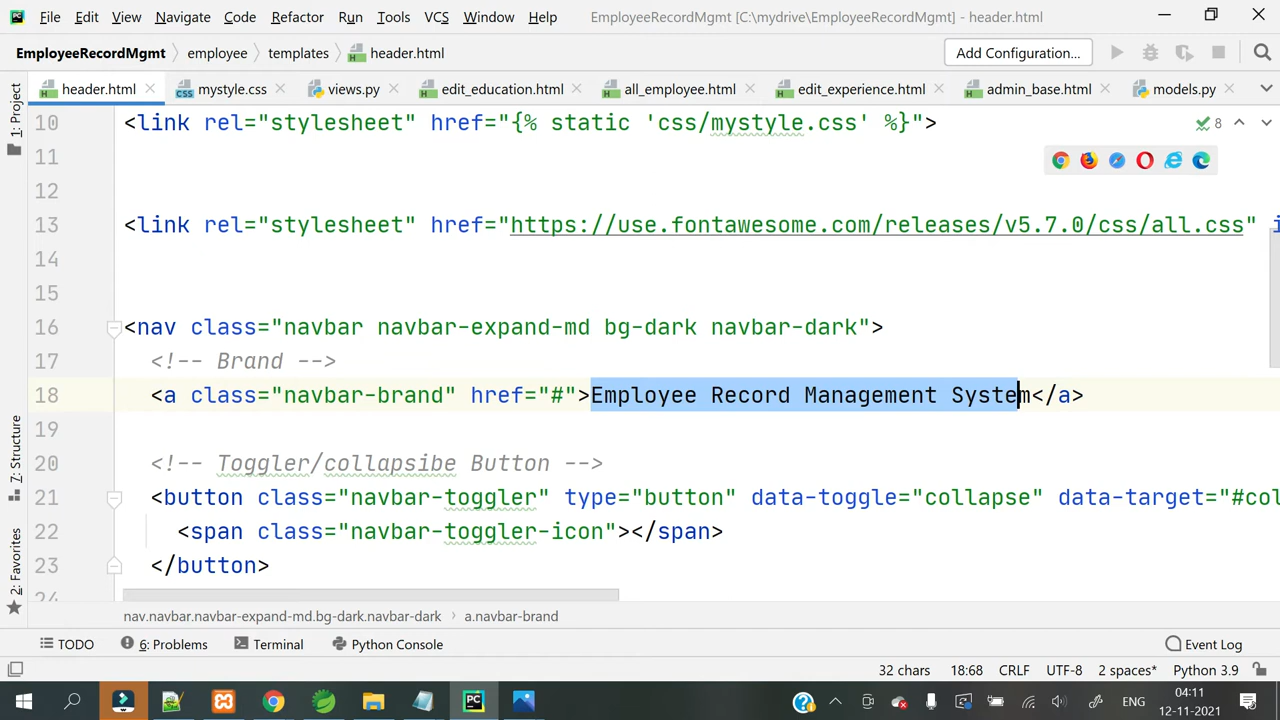 File Edit View Navigate Code Refactor Run Tools VCS Window Help EmployeeRecordMgmt [C:\mydrive\EmployeeRecordMgmt] - header.html
EmployeeRecordMgmt employee templates header.html Add Configuration...
header.html mystyle.css views.py edit_education.html all_employee.html edit_experience.html admin_base.html models.py
1: Project
7: Structure
2: Favorites
10 <link rel="stylesheet" href="{% static 'css/mystyle.css' %}"> 8
11
12
13 <link rel="stylesheet" href="https://use.fontawesome.com/releases/v5.7.0/css/all.css" i
14
15
16 <nav class="navbar navbar-expand-md bg-dark navbar-dark">
17 <!-- Brand -->
18 <a class="navbar-brand" href="#">Employee Record Management System</a>
19
20 <!-- Toggler/collapsibe Button -->
21 <button class="navbar-toggler" type="button" data-toggle="collapse" data-target="#col
22 <span class="navbar-toggler-icon"></span>
23 </button>
24
nav.navbar.navbar-expand-md.bg-dark.navbar-dark a.navbar-brand
TODO 6: Problems Terminal Python Console Event Log
32 chars 18:68 CRLF UTF-8 2 spaces* Python 3.9
ENG 04:11
12-11-2021